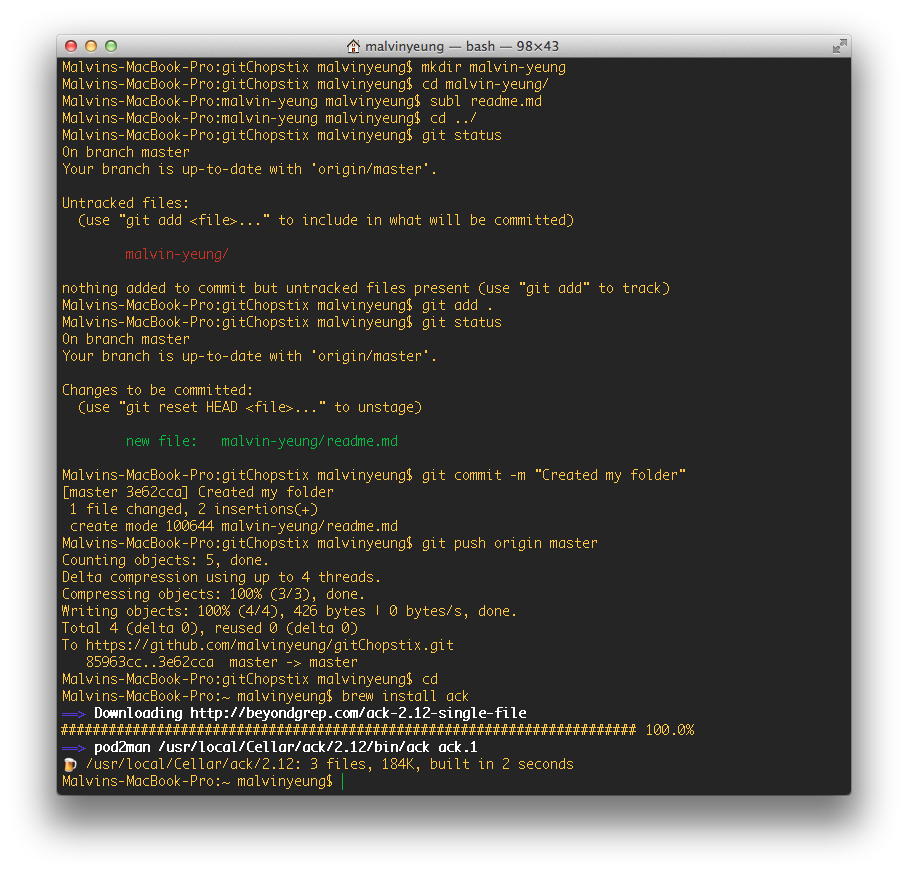 malvinyeung — bash — 98×43
Malvins-MacBook-Pro:gitChopstix malvinyeung$ mkdir malvin-yeung
Malvins-MacBook-Pro:gitChopstix malvinyeung$ cd malvin-yeung/
Malvins-MacBook-Pro:malvin-yeung malvinyeung$ subl readme.md
Malvins-MacBook-Pro:malvin-yeung malvinyeung$ cd ../
Malvins-MacBook-Pro:gitChopstix malvinyeung$ git status
On branch master
Your branch is up-to-date with 'origin/master'.
Untracked files:
  (use "git add <file>..." to include in what will be committed)
        malvin-yeung/
nothing added to commit but untracked files present (use "git add" to track)
Malvins-MacBook-Pro:gitChopstix malvinyeung$ git add .
Malvins-MacBook-Pro:gitChopstix malvinyeung$ git status
On branch master
Your branch is up-to-date with 'origin/master'.
Changes to be committed:
  (use "git reset HEAD <file>..." to unstage)
        new file:   malvin-yeung/readme.md
Malvins-MacBook-Pro:gitChopstix malvinyeung$ git commit -m "Created my folder"
[master 3e62cca] Created my folder
 1 file changed, 2 insertions(+)
 create mode 100644 malvin-yeung/readme.md
Malvins-MacBook-Pro:gitChopstix malvinyeung$ git push origin master
Counting objects: 5, done.
Delta compression using up to 4 threads.
Compressing objects: 100% (3/3), done.
Writing objects: 100% (4/4), 426 bytes | 0 bytes/s, done.
Total 4 (delta 0), reused 0 (delta 0)
To https://github.com/malvinyeung/gitChopstix.git
   85963cc..3e62cca  master -> master
Malvins-MacBook-Pro:gitChopstix malvinyeung$ cd
Malvins-MacBook-Pro:~ malvinyeung$ brew install ack
==> Downloading http://beyondgrep.com/ack-2.12-single-file
######################################################################## 100.0%
==> pod2man /usr/local/Cellar/ack/2.12/bin/ack ack.1
🍺 /usr/local/Cellar/ack/2.12: 3 files, 184K, built in 2 seconds
Malvins-MacBook-Pro:~ malvinyeung$